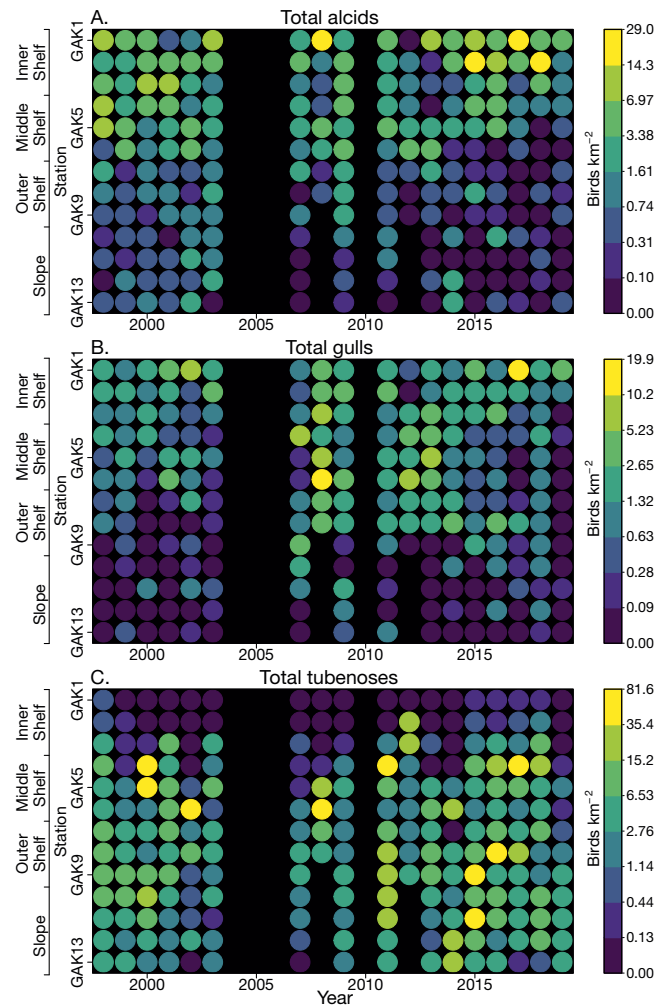 A. Total alcids
GAK1
GAK5
GAK9
GAK13
Inner Shelf
Middle Shelf
Outer Shelf
Slope
Station
2000 2005 2010 2015
29.0
14.3
6.97
3.38
1.61
0.74
0.31
0.10
0.00
Birds km⁻²
B. Total gulls
GAK1
GAK5
GAK9
GAK13
Inner Shelf
Middle Shelf
Outer Shelf
Slope
Station
2000 2005 2010 2015
19.9
10.2
5.23
2.65
1.32
0.63
0.28
0.09
0.00
Birds km⁻²
C. Total tubenoses
GAK1
GAK5
GAK9
GAK13
Inner Shelf
Middle Shelf
Outer Shelf
Slope
Station
2000 2005 2010 2015
Year
81.6
35.4
15.2
6.53
2.74
1.14
0.44
0.13
0.00
Birds km⁻²